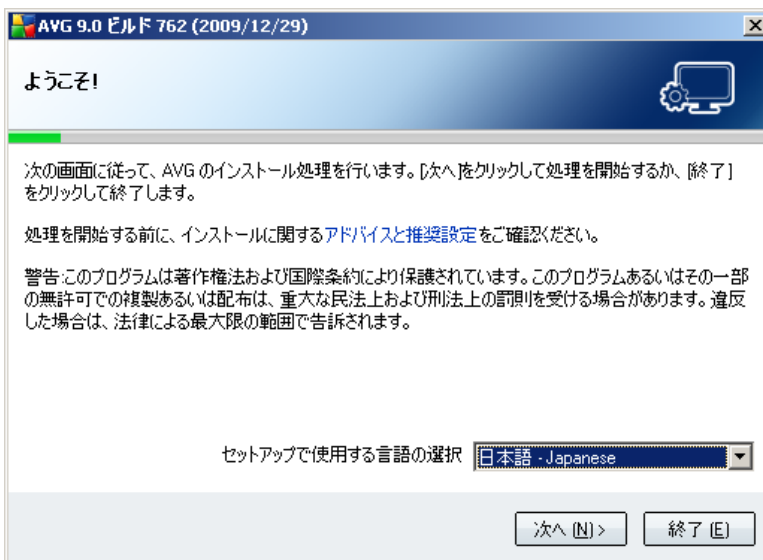 AVG 9.0 ビルド 762 (2009/12/29)
ようこそ!
次の画面に従って、AVG のインストール処理を行います。[次へ]をクリックして処理を開始するか、[終了]
をクリックして終了します。
処理を開始する前に、インストールに関するアドバイスと推奨設定をご確認ください。
警告:このプログラムは著作権法および国際条約により保護されています。このプログラムあるいはその一部
の無許可での複製あるいは配布は、重大な民法上および刑法上の罰則を受ける場合があります。違反
した場合は、法律による最大限の範囲で告訴されます。
セットアップで使用する言語の選択 日本語 - Japanese
次へ (N) > 終了 (E)